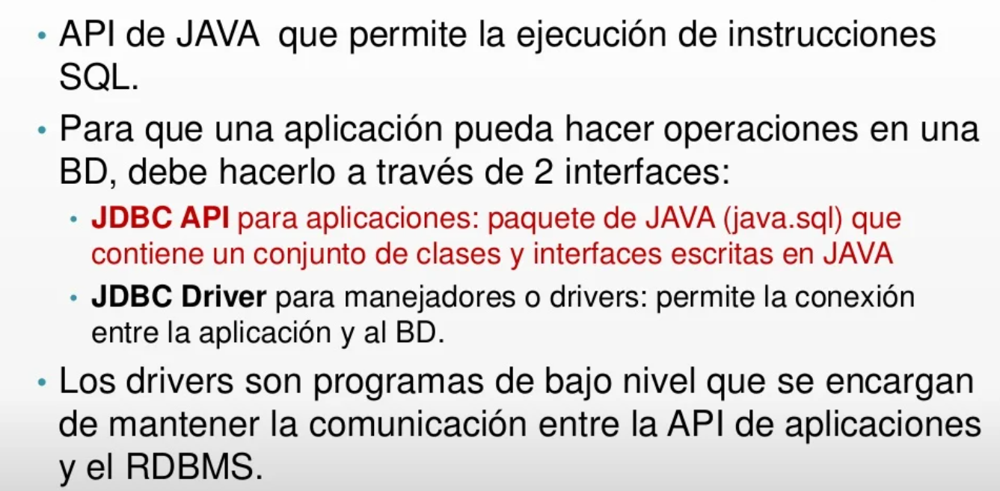 • API de JAVA que permite la ejecución de instrucciones
SQL.
• Para que una aplicación pueda hacer operaciones en una
BD, debe hacerlo a través de 2 interfaces:
• JDBC API para aplicaciones: paquete de JAVA (java.sql) que
contiene un conjunto de clases y interfaces escritas en JAVA
• JDBC Driver para manejadores o drivers: permite la conexión
entre la aplicación y al BD.
• Los drivers son programas de bajo nivel que se encargan
de mantener la comunicación entre la API de aplicaciones
y el RDBMS.